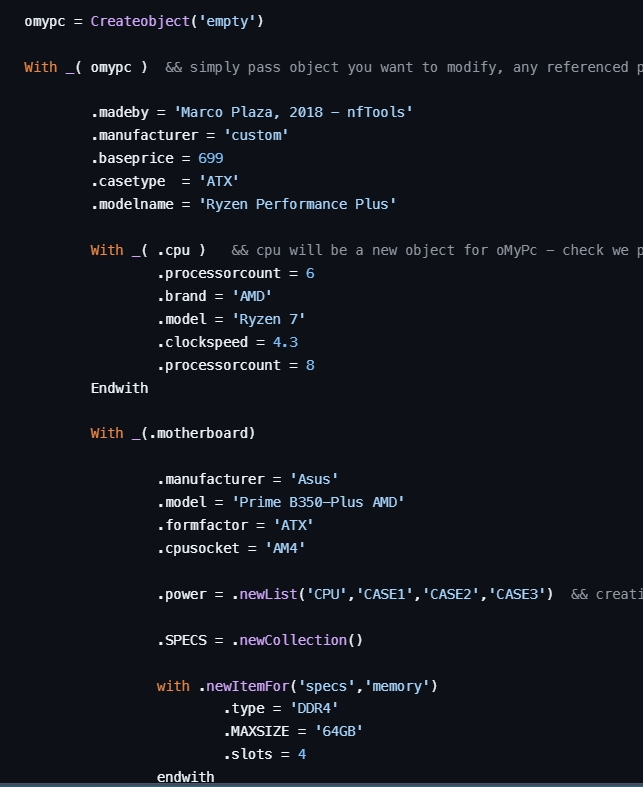 omypc = Createobject('empty')
With _( omypc )  && simply pass object you want to modify, any referenced
.madeby = 'Marco Plaza, 2018 – nfTools'
.manufacturer = 'custom'
.baseprice = 699
.casetype  = 'ATX'
.modelname = 'Ryzen Performance Plus'
With _( .cpu )   && cpu will be a new object for oMyPc – check we
.processorcount = 6
.brand = 'AMD'
.model = 'Ryzen 7'
.clockspeed = 4.3
.processorcount = 8
Endwith
With _(.motherboard)
.manufacturer = 'Asus'
.model = 'Prime B350–Plus AMD'
.formfactor = 'ATX'
.cpusocket = 'AM4'
.power = .newList('CPU','CASE1','CASE2','CASE3')  &&
.SPECS = .newCollection()
with .newItemFor('specs','memory')
.type = 'DDR4'
.MAXSIZE = '64GB'
.slots = 4
endwith